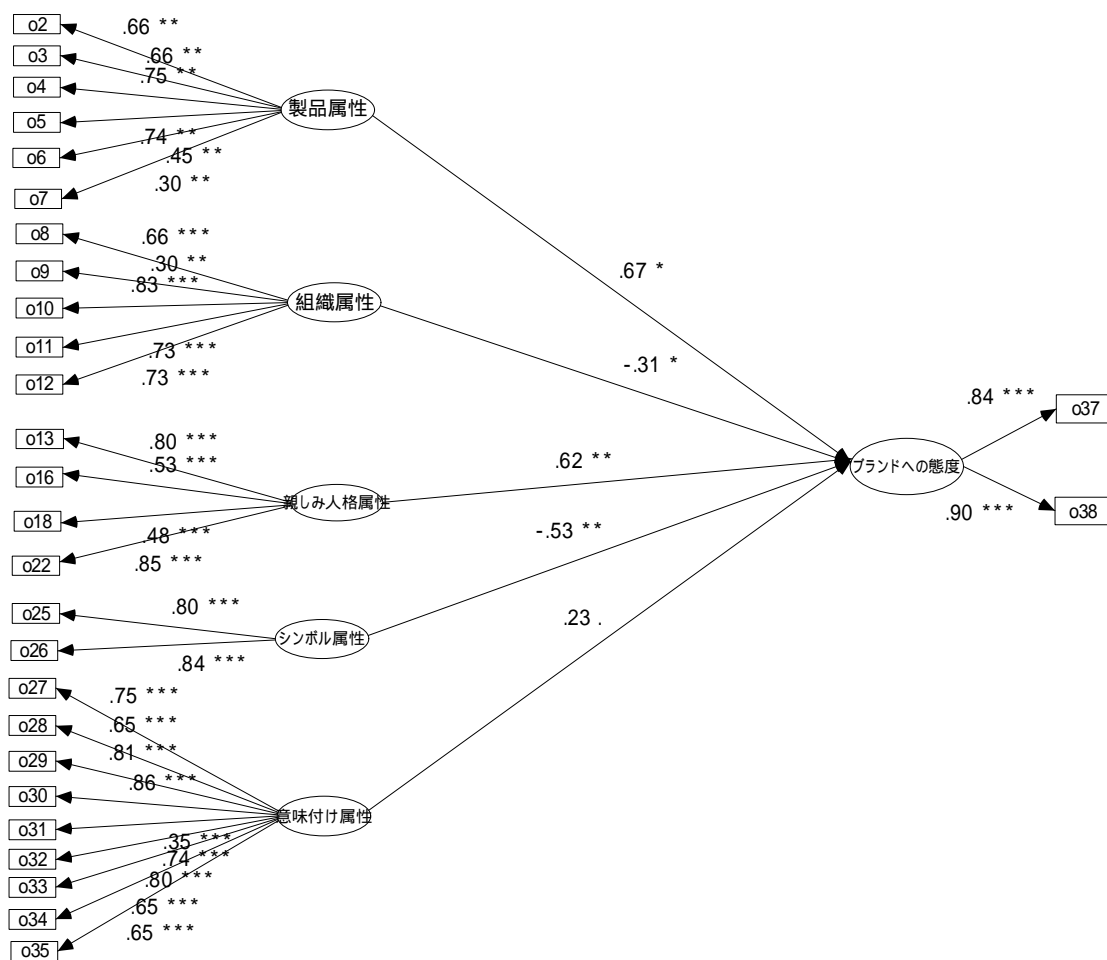 o2
.66 **
o3
.66 **
o4
.75 **
製品属性
o5
o6
.74 **
.45 **
o7
.30 **
o8
.66 ***
o9
.30 **
.83 ***
o10
組織属性
o11
.73 ***
o12
.73 ***
o13
.80 ***
o16
.53 ***
親しみ人格属性
o18
.48 ***
o22
.85 ***
o25
.80 ***
シンボル属性
o26
.84 ***
o27
.75 ***
o28
.65 ***
o29
.81 ***
.86 ***
o30
意味付け属性
o31
.35 ***
o32
.74 ***
o33
.80 ***
o34
.65 ***
o35
.65 ***
.67 *
-.31 *
.62 **
-.53 **
.23 .
ブランドへの態度
.84 ***
o37
.90 ***
o38